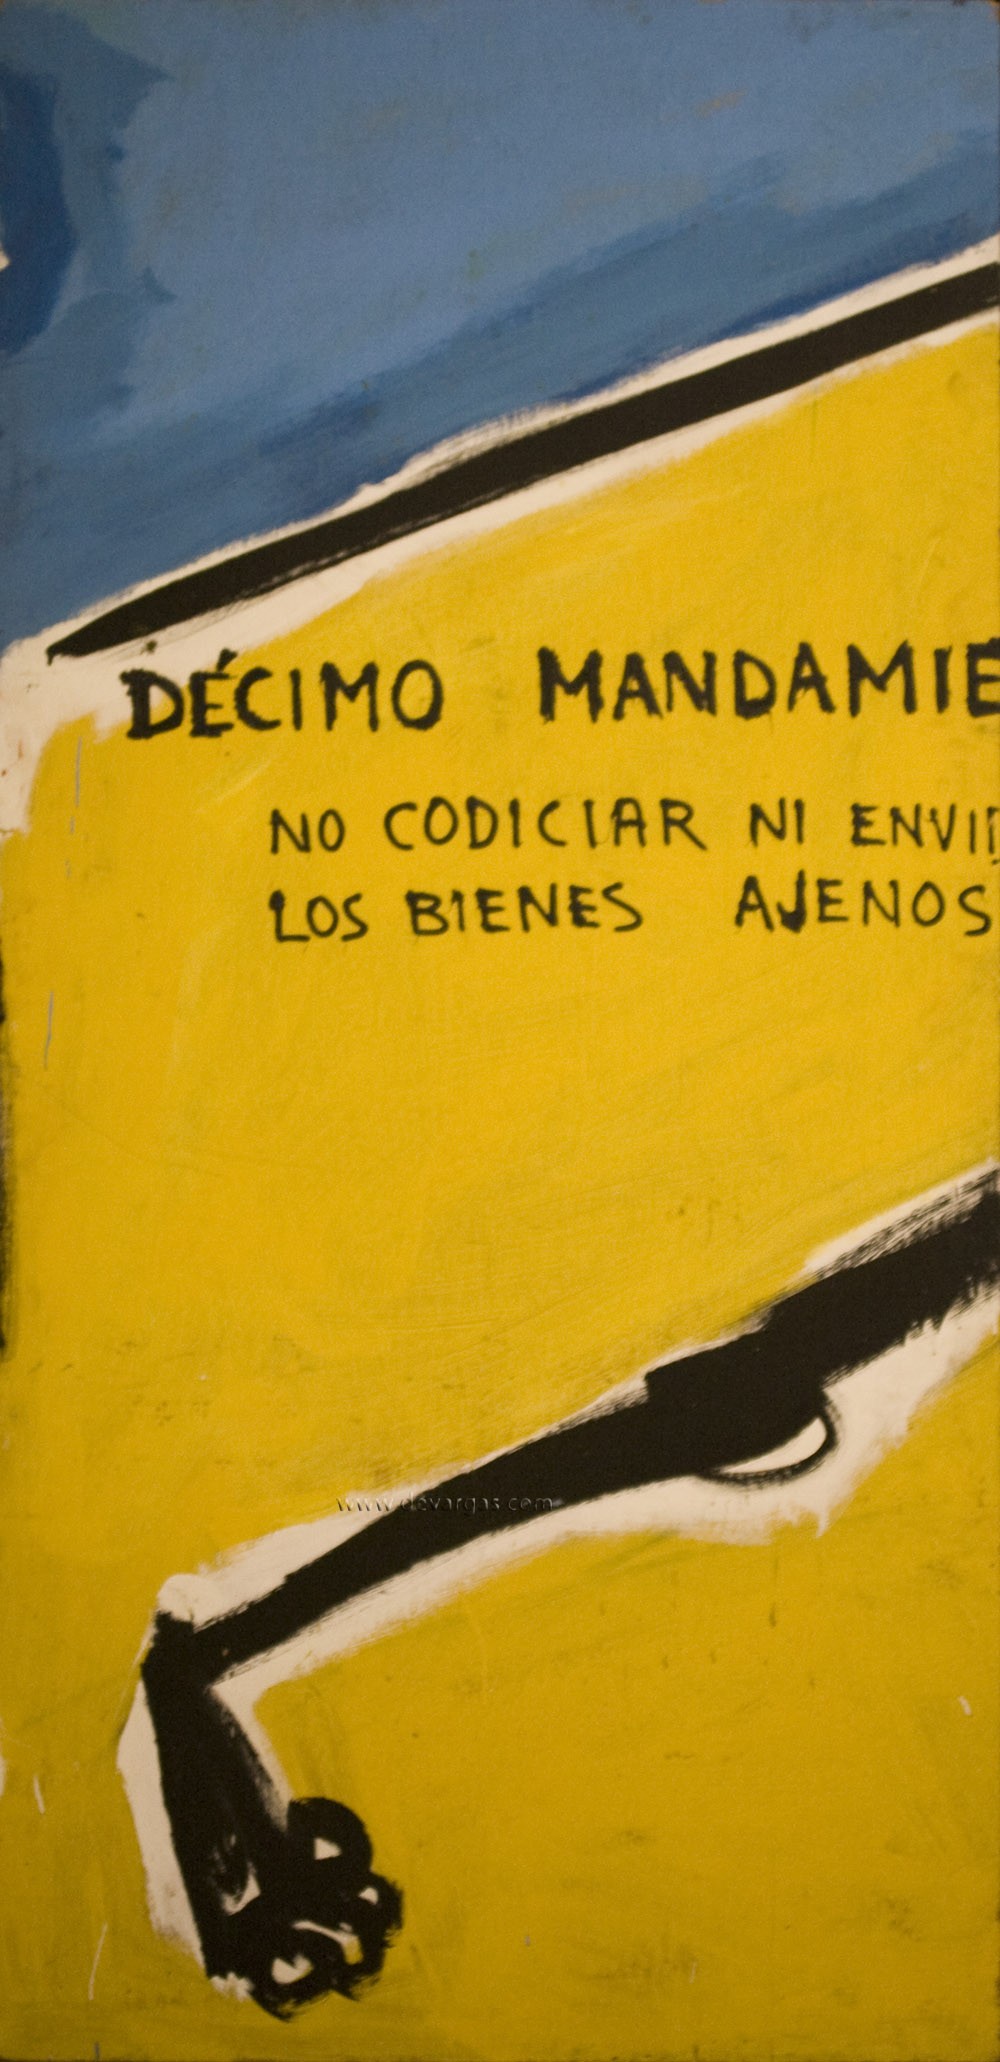 DÉCIMO MANDAMIE
NO CODICIAR NI ENVI
LOS BIENES AJENOS
www.devargas.com